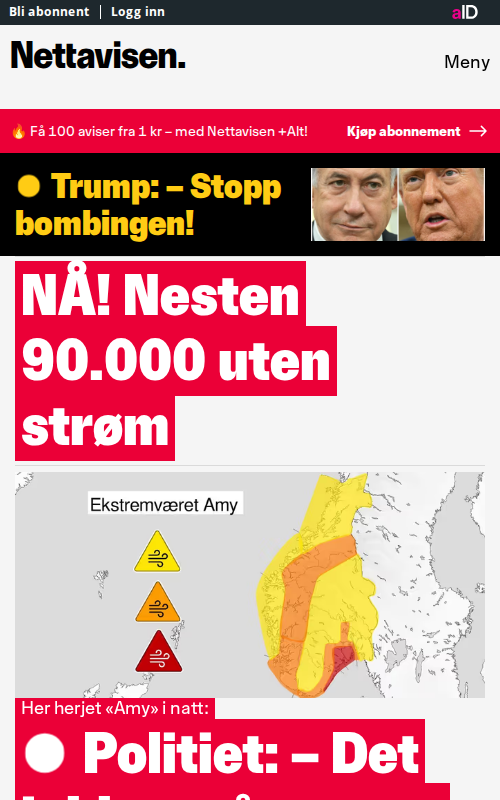 Bli abonnent | Logg inn
aID
Nettavisen.
Meny
🔥 Få 100 aviser fra 1 kr – med Nettavisen +Alt!
Kjøp abonnement →
Trump: – Stopp
bombingen!
NÅ! Nesten
90.000 uten
strøm
Ekstremværet Amy
Her herjet «Amy» i natt:
Politiet: – Det